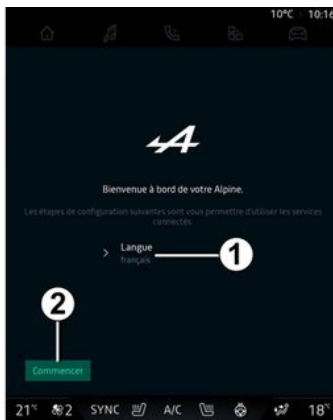 10°C 10:16
Bienvenue à bord de votre Alpine.
Les étapes de configuration suivantes vont vous permettre d'utiliser les services
connectés.
Langue
français
1
2
Commencer
21° 2 SYNC A/C 18°